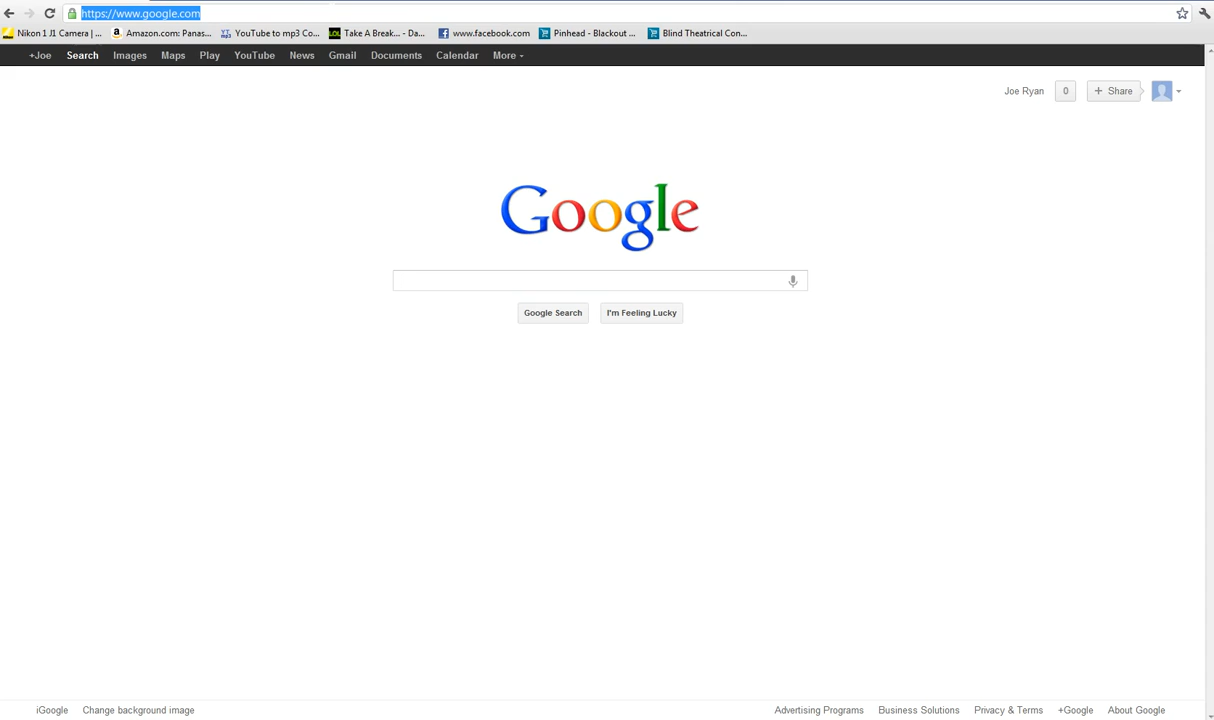 https://www.google.com
Nikon 1 J1 Camera | ... Amazon.com: Panas... YouTube to mp3 Co... Take A Break... - Da... www.facebook.com Pinhead - Blackout ... Blind Theatrical Con...
+Joe Search Images Maps Play YouTube News Gmail Documents Calendar More
Joe Ryan 0 + Share
Google
Google Search I'm Feeling Lucky
iGoogle Change background image Advertising Programs Business Solutions Privacy & Terms +Google About Google